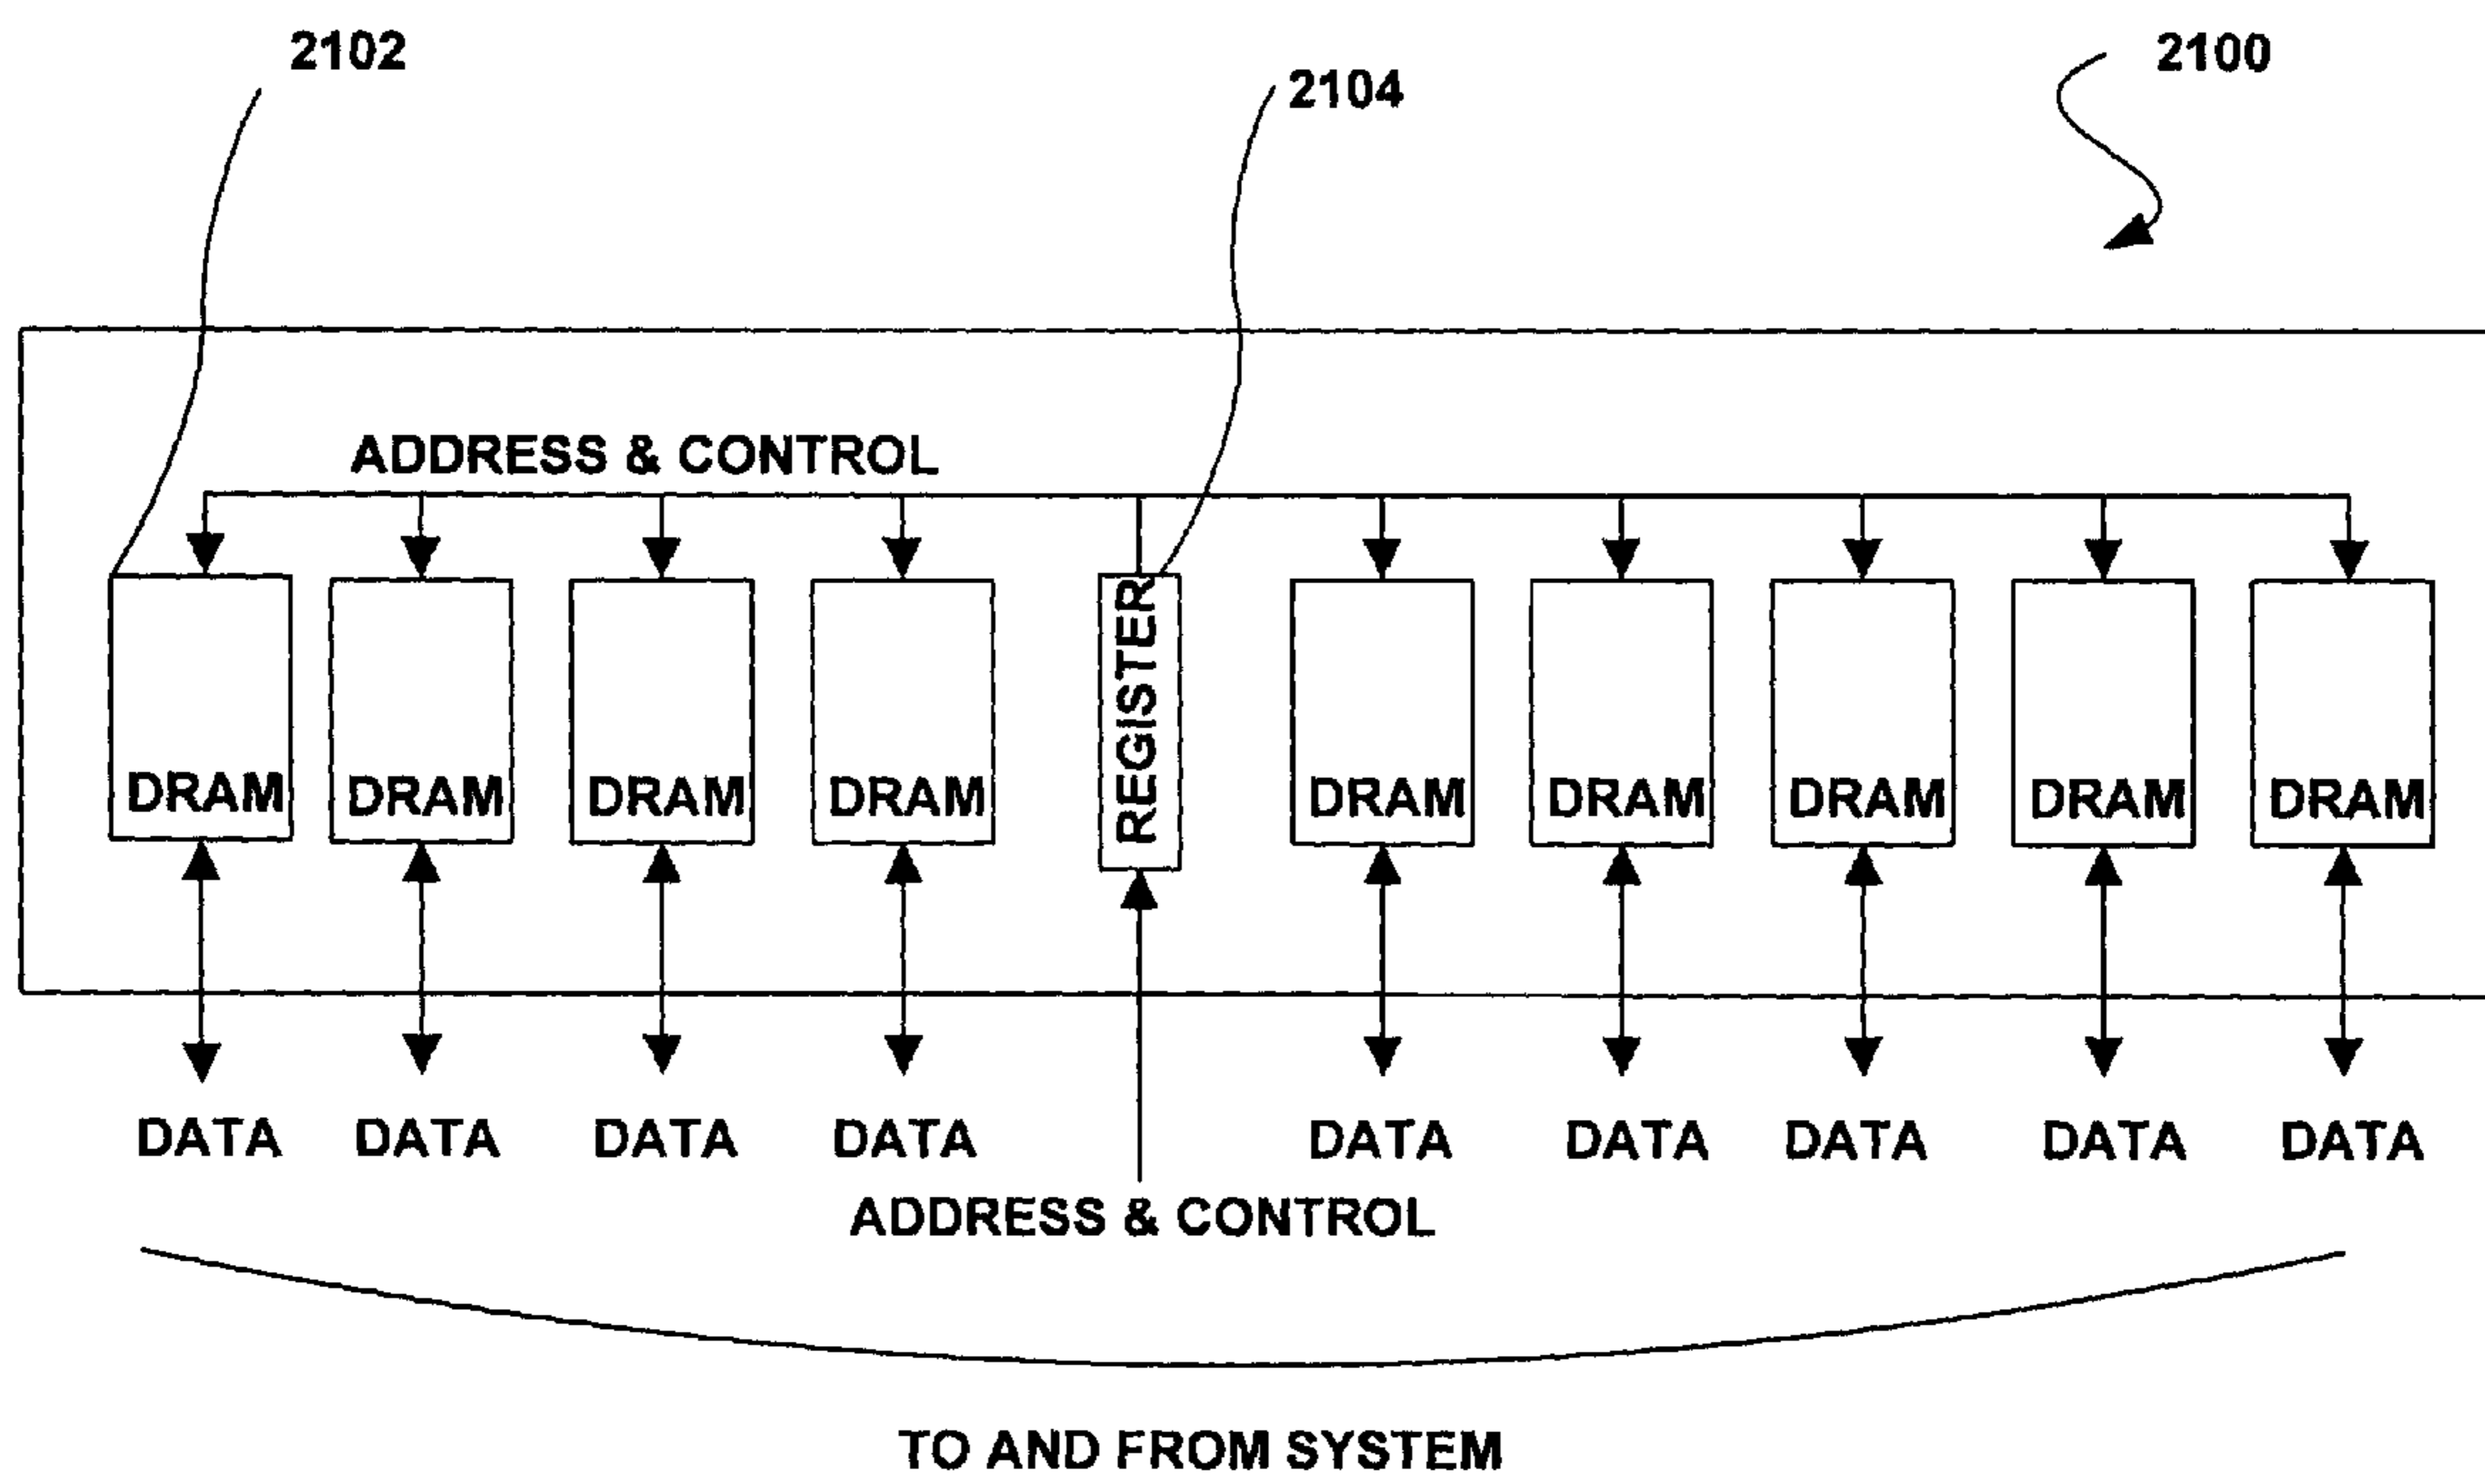 2102
2104
2100
ADDRESS & CONTROL
REGISTER
DRAM DRAM DRAM DRAM DRAM DRAM DRAM DRAM DRAM
DATA DATA DATA DATA DATA DATA DATA DATA DATA
ADDRESS & CONTROL
TO AND FROM SYSTEM